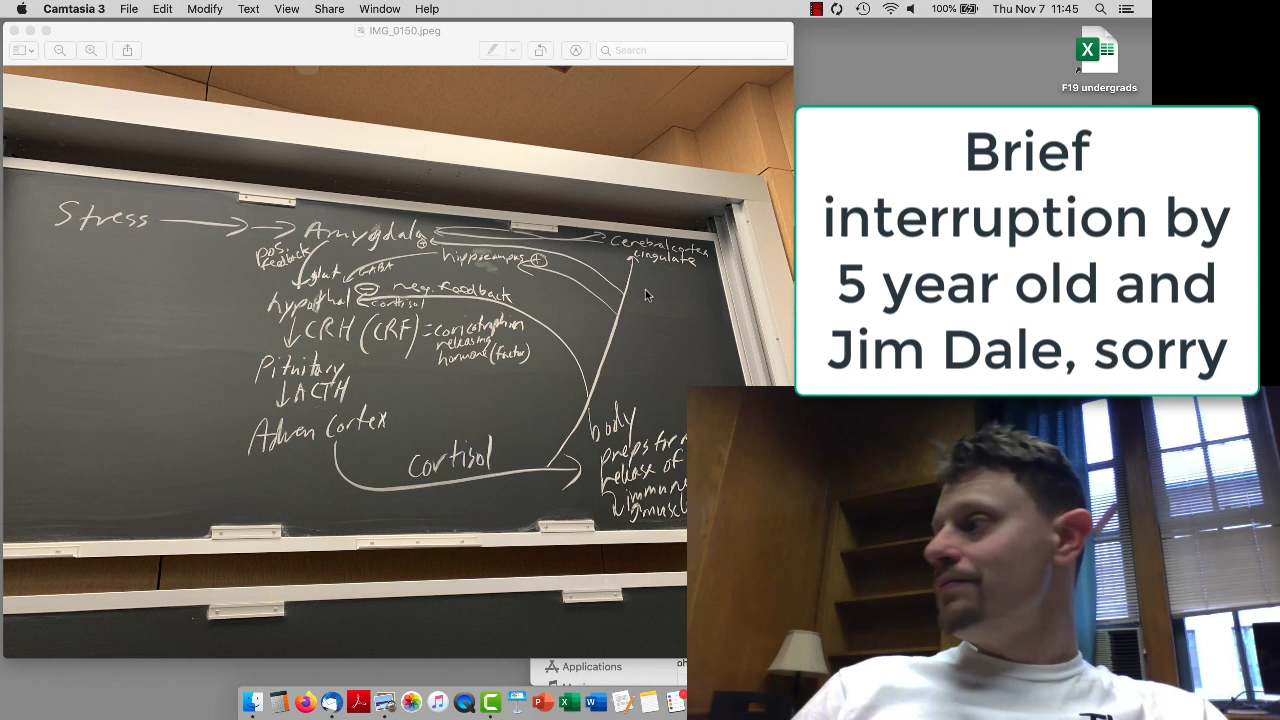 Camtasia 3 File Edit Modify Text View Share Window Help 100% Thu Nov 7 11:45
IMG_0150.jpeg
Search
F19 undergrads
Brief
interruption by
5 year old and
Jim Dale, sorry
Stress Amygdala Cerebral cortex
cingulate
pos.
feedback
hippocampus +
glut GABA
hypothal neg. feedback
cortisol
CRH (CRF) = corticotrophin
releasing
hormone (factor)
Pituitary
ACTH
Adren Cortex
cortisol
body
preps for
release of
immun
muscl
Applications